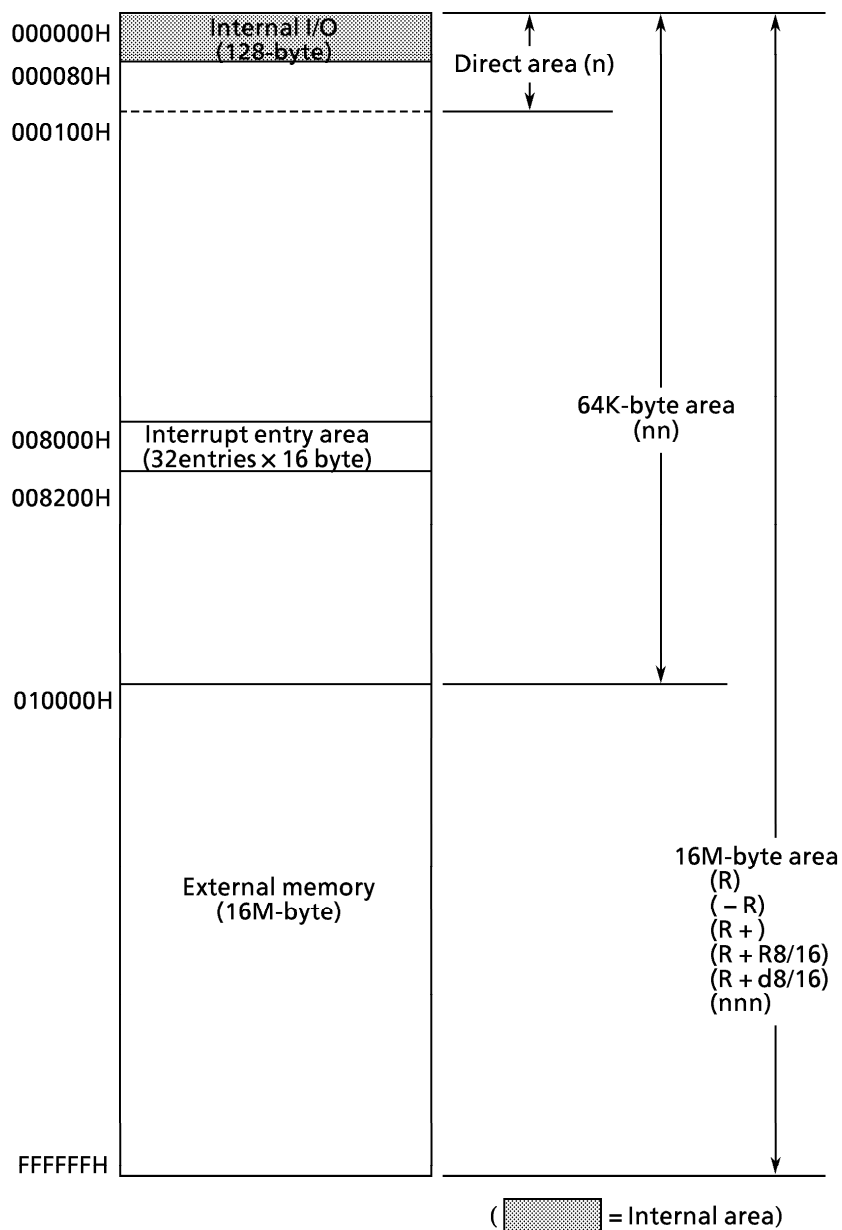 000000H
Internal I/O
(128-byte)
000080H
Direct area (n)
000100H
64K-byte area
(nn)
008000H
Interrupt entry area
(32entries × 16 byte)
008200H
010000H
16M-byte area
(R)
( – R)
(R + )
(R + R8/16)
(R + d8/16)
(nnn)
External memory
(16M-byte)
FFFFFFH
( = Internal area)